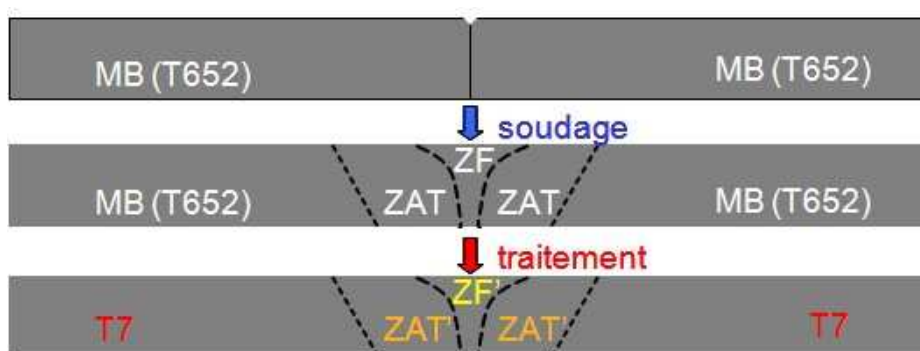 MB (T652) MB (T652)
soudage
ZF
MB (T652) ZAT ZAT MB (T652)
traitement
ZF'
T7 ZAT' ZAT' T7